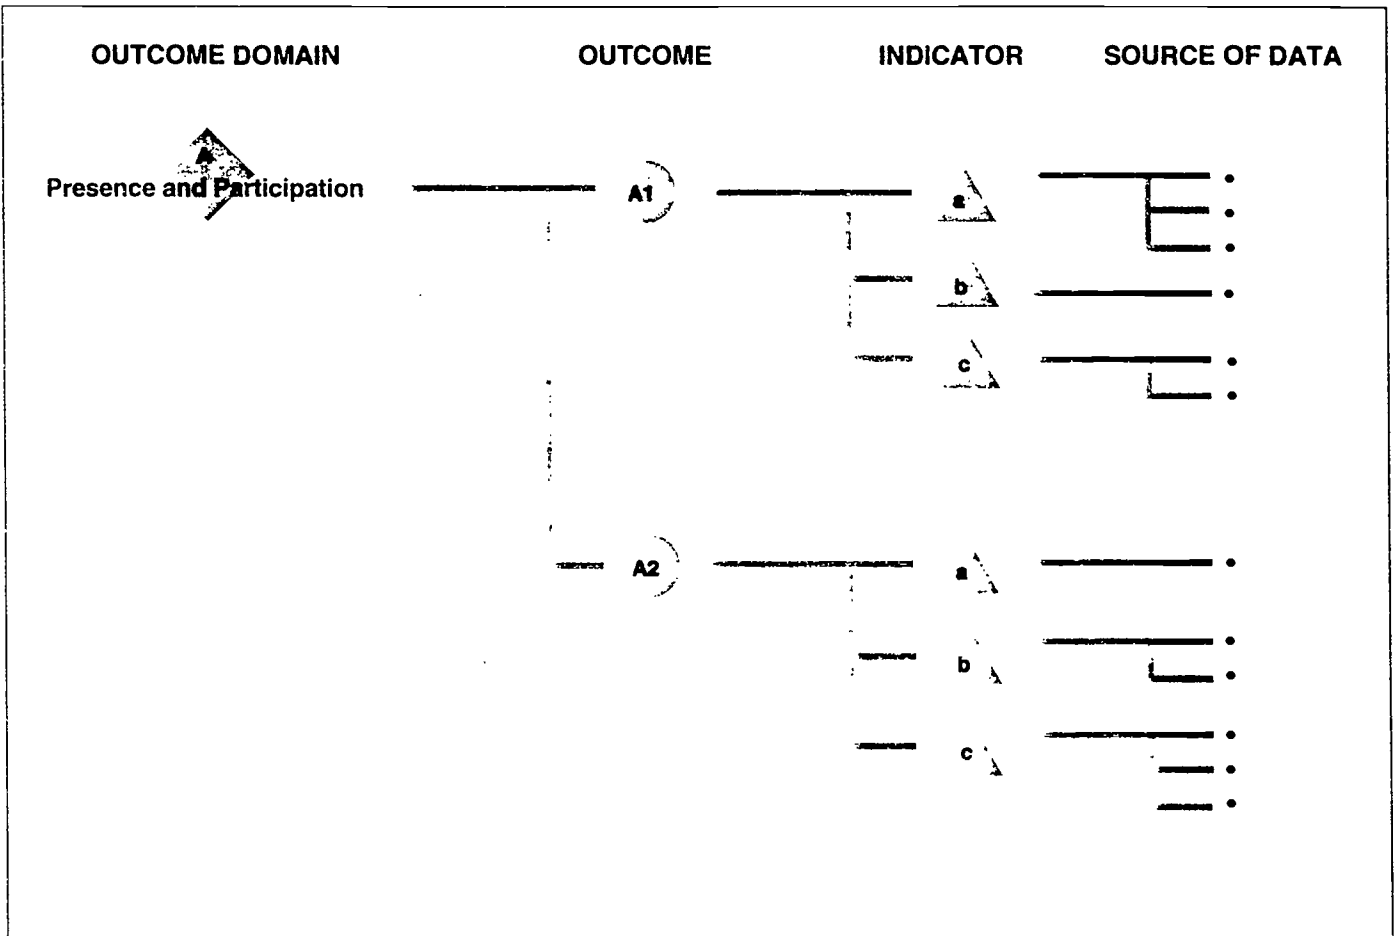 OUTCOME DOMAIN OUTCOME INDICATOR SOURCE OF DATA
A
Presence and Participation
A1
a
b
c
A2
a
b
c